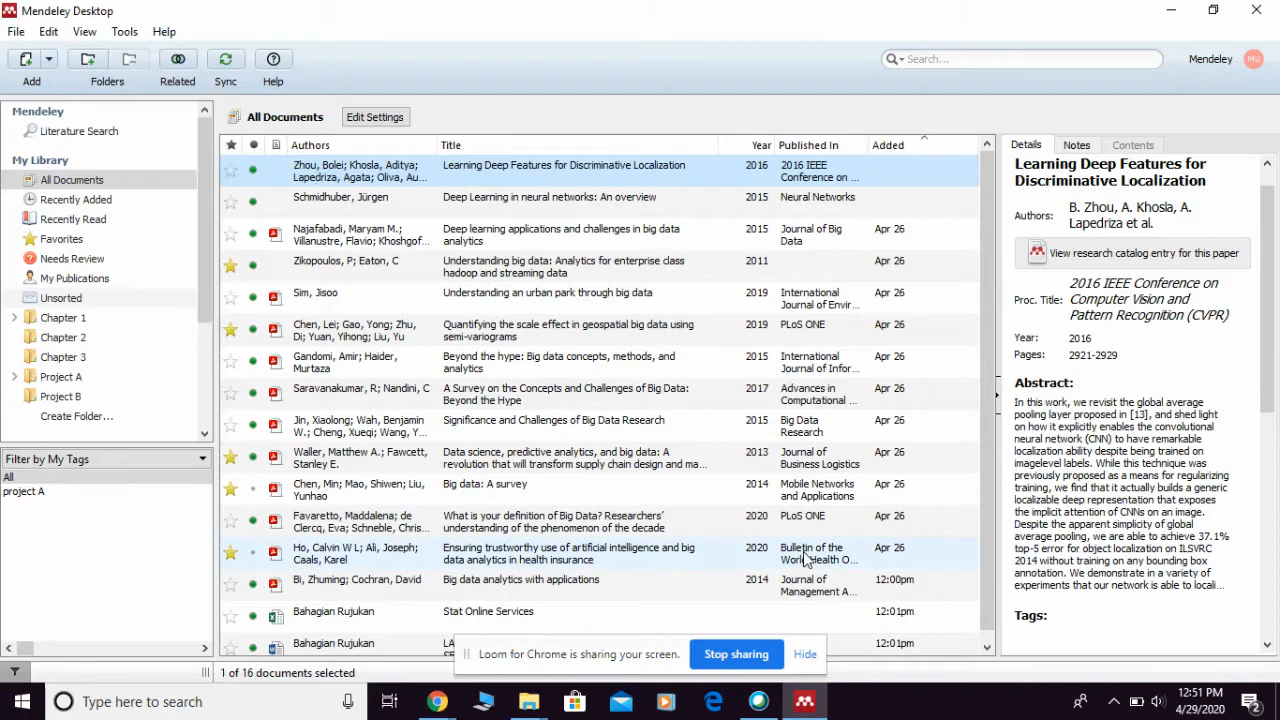 Mendeley Desktop
File Edit View Tools Help
Add Folders Related Sync Help
Search...
Mendeley MU
Mendeley
Literature Search
My Library
All Documents
Recently Added
Recently Read
Favorites
Needs Review
My Publications
Unsorted
Chapter 1
Chapter 2
Chapter 3
Project A
Project B
Create Folder...
Filter by My Tags
All
project A
All Documents Edit Settings
Authors Title Year Published In Added
Zhou, Bolei; Khosla, Aditya; Learning Deep Features for Discriminative Localization 2016 2016 IEEE
Lapedriza, Agata; Oliva, Au... Conference on ...
Schmidhuber, Jürgen Deep Learning in neural networks: An overview 2015 Neural Networks
Najafabadi, Maryam M.; Deep learning applications and challenges in big data 2015 Journal of Big Apr 26
Villanustre, Flavio; Khoshgof... analytics Data
Zikopoulos, P; Eaton, C Understanding big data: Analytics for enterprise class 2011 Apr 26
hadoop and streaming data
Sim, Jisoo Understanding an urban park through big data 2019 International Apr 26
Journal of Envir...
Chen, Lei; Gao, Yong; Zhu, Quantifying the scale effect in geospatial big data using 2019 PLoS ONE Apr 26
Di; Yuan, Yihong; Liu, Yu semi-variograms
Gandomi, Amir; Haider, Beyond the hype: Big data concepts, methods, and 2015 International Apr 26
Murtaza analytics Journal of Infor...
Saravanakumar, R; Nandini, C A Survey on the Concepts and Challenges of Big Data: 2017 Advances in Apr 26
Beyond the Hype Computational ...
Jin, Xiaolong; Wah, Benjamin Significance and Challenges of Big Data Research 2015 Big Data Apr 26
W.; Cheng, Xueqi; Wang, Y... Research
Waller, Matthew A.; Fawcett, Data science, predictive analytics, and big data: A 2013 Journal of Apr 26
Stanley E. revolution that will transform supply chain design and ma... Business Logistics
Chen, Min; Mao, Shiwen; Liu, Big data: A survey 2014 Mobile Networks Apr 26
Yunhao and Applications
Favaretto, Maddalena; de What is your definition of Big Data? Researchers' 2020 PLoS ONE Apr 26
Clercq, Eva; Schneble, Chris... understanding of the phenomenon of the decade
Ho, Calvin W L; Ali, Joseph; Ensuring trustworthy use of artificial intelligence and big 2020 Bulletin of the Apr 26
Caals, Karel data analytics in health insurance World Health O...
Bi, Zhuming; Cochran, David Big data analytics with applications 2014 Journal of 12:00pm
Management A...
Bahagian Rujukan Stat Online Services 12:01pm
Bahagian Rujukan LA 12:01pm
1 of 16 documents selected
Details Notes Contents
Learning Deep Features for
Discriminative Localization
Authors: B. Zhou, A. Khosla, A.
Lapedriza et al.
View research catalog entry for this paper
2016 IEEE Conference on
Proc. Title: Computer Vision and
Pattern Recognition (CVPR)
Year: 2016
Pages: 2921-2929
Abstract:
In this work, we revisit the global average
pooling layer proposed in [13], and shed light
on how it explicitly enables the convolutional
neural network (CNN) to have remarkable
localization ability despite being trained on
imagelevel labels. While this technique was
previously proposed as a means for regularizing
training, we find that it actually builds a generic
localizable deep representation that exposes
the implicit attention of CNNs on an image.
Despite the apparent simplicity of global
average pooling, we are able to achieve 37.1%
top-5 error for object localization on ILSVRC
2014 without training on any bounding box
annotation. We demonstrate in a variety of
experiments that our network is able to locali...
Tags:
Loom for Chrome is sharing your screen. Stop sharing Hide
Type here to search
12:51 PM
4/29/2020
2